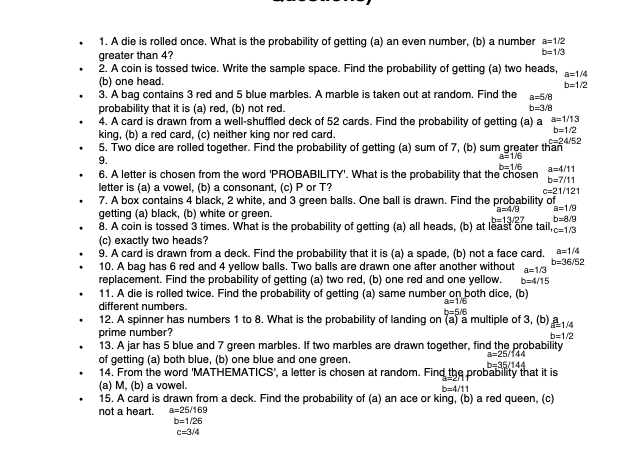 • 1. A die is rolled once. What is the probability of getting (a) an even number, (b) a number
greater than 4?
a=1/2
b=1/3
• 2. A coin is tossed twice. Write the sample space. Find the probability of getting (a) two heads,
(b) one head.
a=1/4
b=1/2
• 3. A bag contains 3 red and 5 blue marbles. A marble is taken out at random. Find the
probability that it is (a) red, (b) not red.
a=5/8
b=3/8
• 4. A card is drawn from a well-shuffled deck of 52 cards. Find the probability of getting (a) a
king, (b) a red card, (c) neither king nor red card.
a=1/13
b=1/2
c=24/52
• 5. Two dice are rolled together. Find the probability of getting (a) sum of 7, (b) sum greater than
9.
a=1/6
b=1/6
• 6. A letter is chosen from the word 'PROBABILITY'. What is the probability that the chosen
letter is (a) a vowel, (b) a consonant, (c) P or T?
a=4/11
b=7/11
c=21/121
• 7. A box contains 4 black, 2 white, and 3 green balls. One ball is drawn. Find the probability of
getting (a) black, (b) white or green.
a=4/9
b=13/27
• 8. A coin is tossed 3 times. What is the probability of getting (a) all heads, (b) at least one tail,
(c) exactly two heads?
a=1/9
b=8/9
c=1/3
• 9. A card is drawn from a deck. Find the probability that it is (a) a spade, (b) not a face card.
a=1/4
b=36/52
• 10. A bag has 6 red and 4 yellow balls. Two balls are drawn one after another without
replacement. Find the probability of getting (a) two red, (b) one red and one yellow.
a=1/3
b=4/15
• 11. A die is rolled twice. Find the probability of getting (a) same number on both dice, (b)
different numbers.
a=1/6
b=5/6
• 12. A spinner has numbers 1 to 8. What is the probability of landing on (a) a multiple of 3, (b) a
prime number?
a=1/4
b=1/2
• 13. A jar has 5 blue and 7 green marbles. If two marbles are drawn together, find the probability
of getting (a) both blue, (b) one blue and one green.
a=25/144
b=35/144
• 14. From the word 'MATHEMATICS', a letter is chosen at random. Find the probability that it is
(a) M, (b) a vowel.
a=2/11
b=4/11
• 15. A card is drawn from a deck. Find the probability of (a) an ace or king, (b) a red queen, (c)
not a heart.
a=25/169
b=1/26
c=3/4